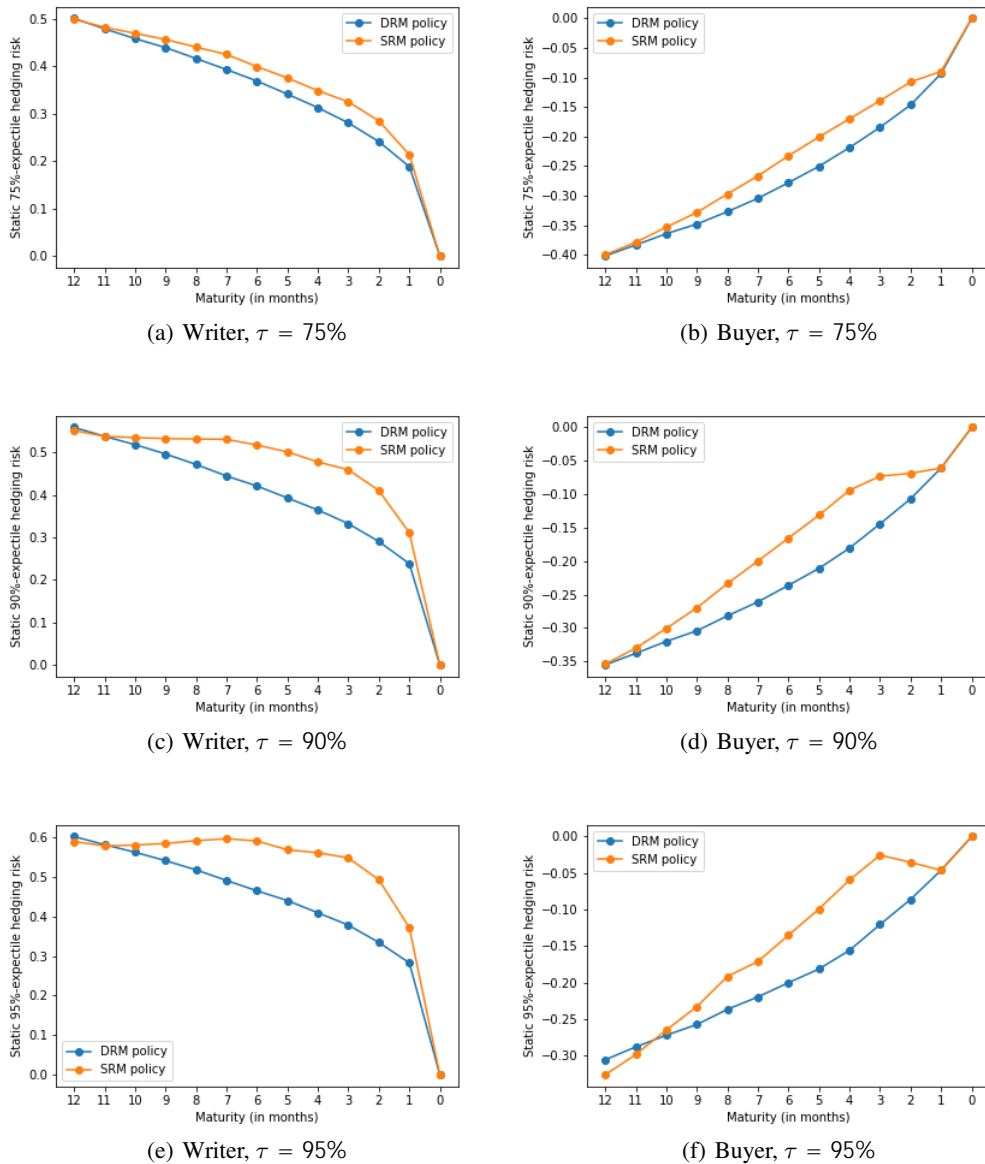 0.5
0.4
0.3
0.2
0.1
0.0
Static 75%-expectile hedging risk
DRM policy
SRM policy
12 11 10 9 8 7 6 5 4 3 2 1 0
Maturity (in months)
(a) Writer, τ = 75%
0.00
−0.05
−0.10
−0.15
−0.20
−0.25
−0.30
−0.35
−0.40
Static 75%-expectile hedging risk
DRM policy
SRM policy
12 11 10 9 8 7 6 5 4 3 2 1 0
Maturity (in months)
(b) Buyer, τ = 75%
0.5
0.4
0.3
0.2
0.1
0.0
Static 90%-expectile hedging risk
DRM policy
SRM policy
12 11 10 9 8 7 6 5 4 3 2 1 0
Maturity (in months)
(c) Writer, τ = 90%
0.00
−0.05
−0.10
−0.15
−0.20
−0.25
−0.30
−0.35
Static 90%-expectile hedging risk
DRM policy
SRM policy
12 11 10 9 8 7 6 5 4 3 2 1 0
Maturity (in months)
(d) Buyer, τ = 90%
0.6
0.5
0.4
0.3
0.2
0.1
0.0
Static 95%-expectile hedging risk
DRM policy
SRM policy
12 11 10 9 8 7 6 5 4 3 2 1 0
Maturity (in months)
(e) Writer, τ = 95%
0.00
−0.05
−0.10
−0.15
−0.20
−0.25
−0.30
Static 95%-expectile hedging risk
DRM policy
SRM policy
12 11 10 9 8 7 6 5 4 3 2 1 0
Maturity (in months)
(f) Buyer, τ = 95%